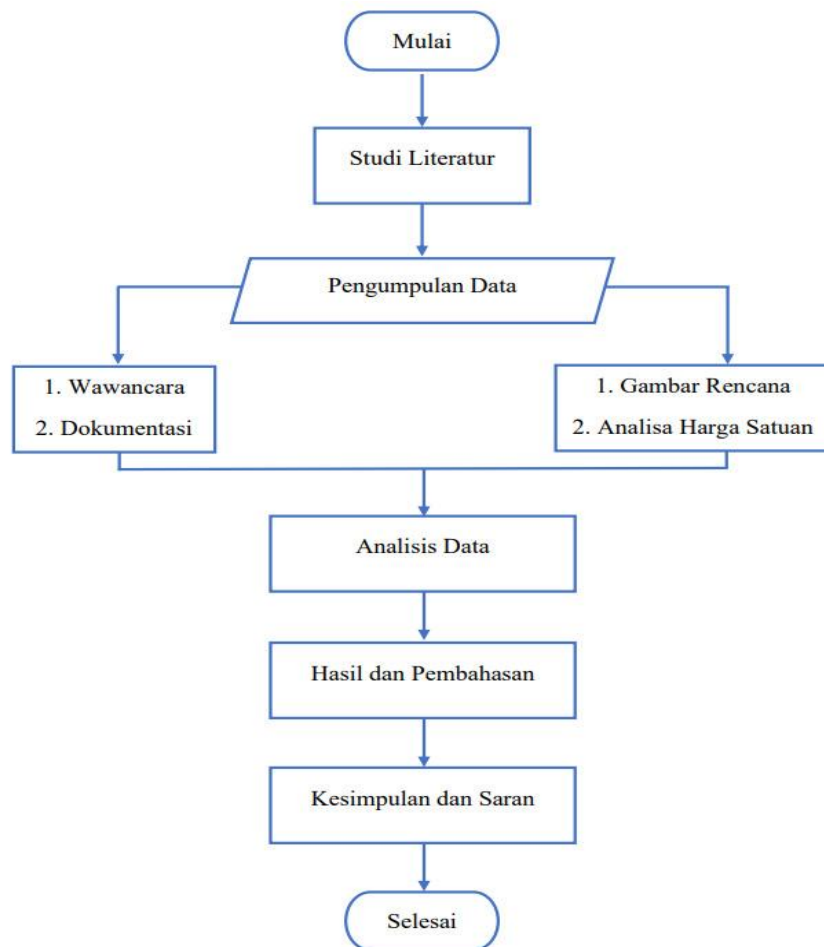 Mulai
Studi Literatur
Pengumpulan Data
1. Wawancara
2. Dokumentasi
1. Gambar Rencana
2. Analisa Harga Satuan
Analisis Data
Hasil dan Pembahasan
Kesimpulan dan Saran
Selesai